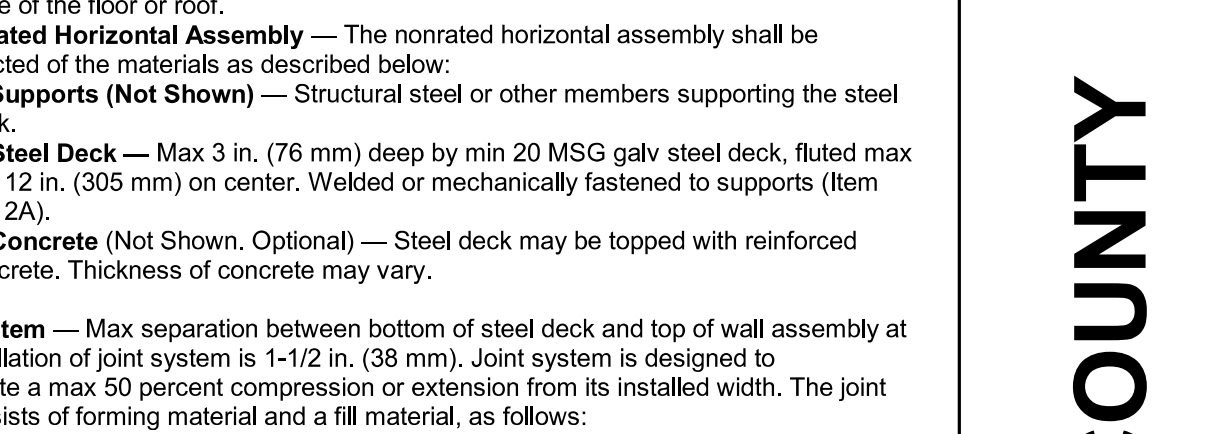 e of the floor or roof.
ated Horizontal Assembly — The nonrated horizontal assembly shall be
cted of the materials as described below:
Supports (Not Shown) — Structural steel or other members supporting the steel
k.
Steel Deck — Max 3 in. (76 mm) deep by min 20 MSG galv steel deck, fluted max
12 in. (305 mm) on center. Welded or mechanically fastened to supports (Item
2A).
Concrete (Not Shown. Optional) — Steel deck may be topped with reinforced
crete. Thickness of concrete may vary.
tem — Max separation between bottom of steel deck and top of wall assembly at
llation of joint system is 1-1/2 in. (38 mm). Joint system is designed to
te a max 50 percent compression or extension from its installed width. The joint
sists of forming material and a fill material, as follows:
COUNTY